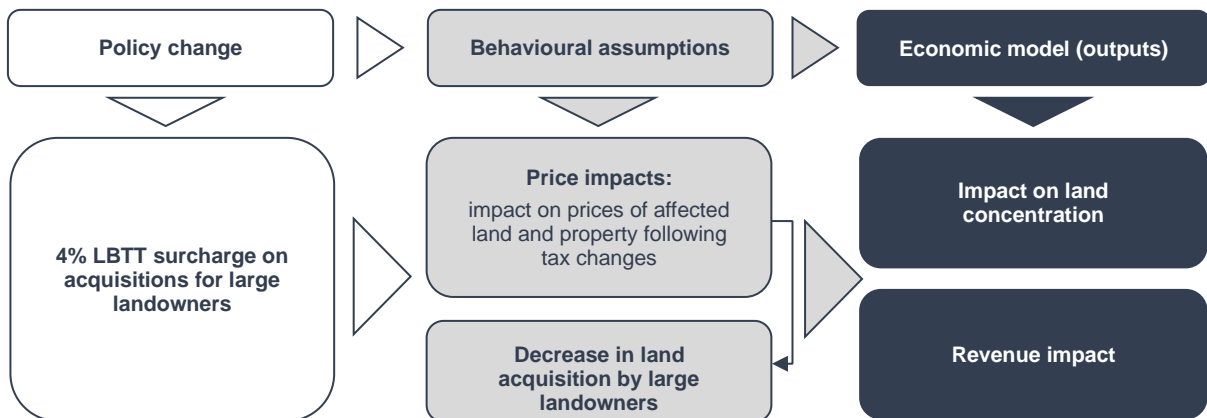 Policy change
Behavioural assumptions
Economic model (outputs)
4% LBTT surcharge on
acquisitions for large
landowners
Price impacts:
impact on prices of affected
land and property following
tax changes
Decrease in land
acquisition by large
landowners
Impact on land
concentration
Revenue impact